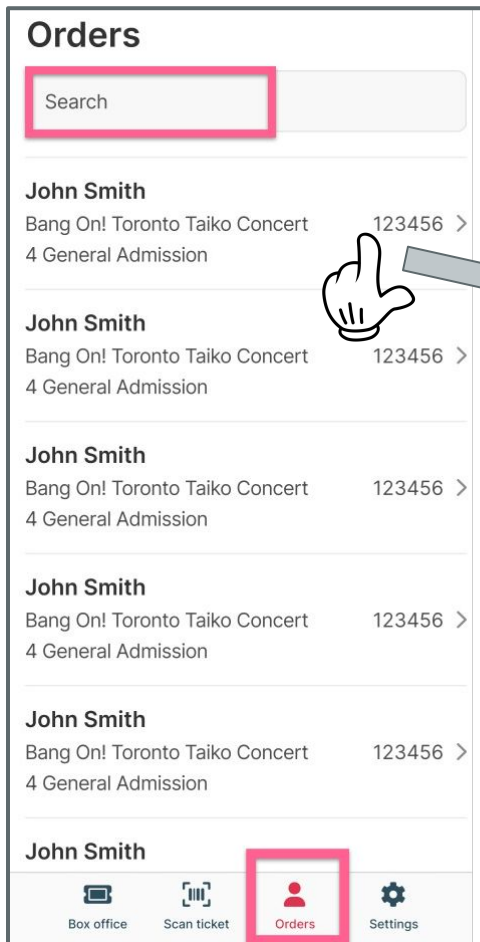 Orders
Search
John Smith
Bang On! Toronto Taiko Concert 123456
4 General Admission
John Smith
Bang On! Toronto Taiko Concert 123456
4 General Admission
John Smith
Bang On! Toronto Taiko Concert 123456
4 General Admission
John Smith
Bang On! Toronto Taiko Concert 123456
4 General Admission
John Smith
Bang On! Toronto Taiko Concert 123456
4 General Admission
John Smith
Box office Scan ticket Orders Settings